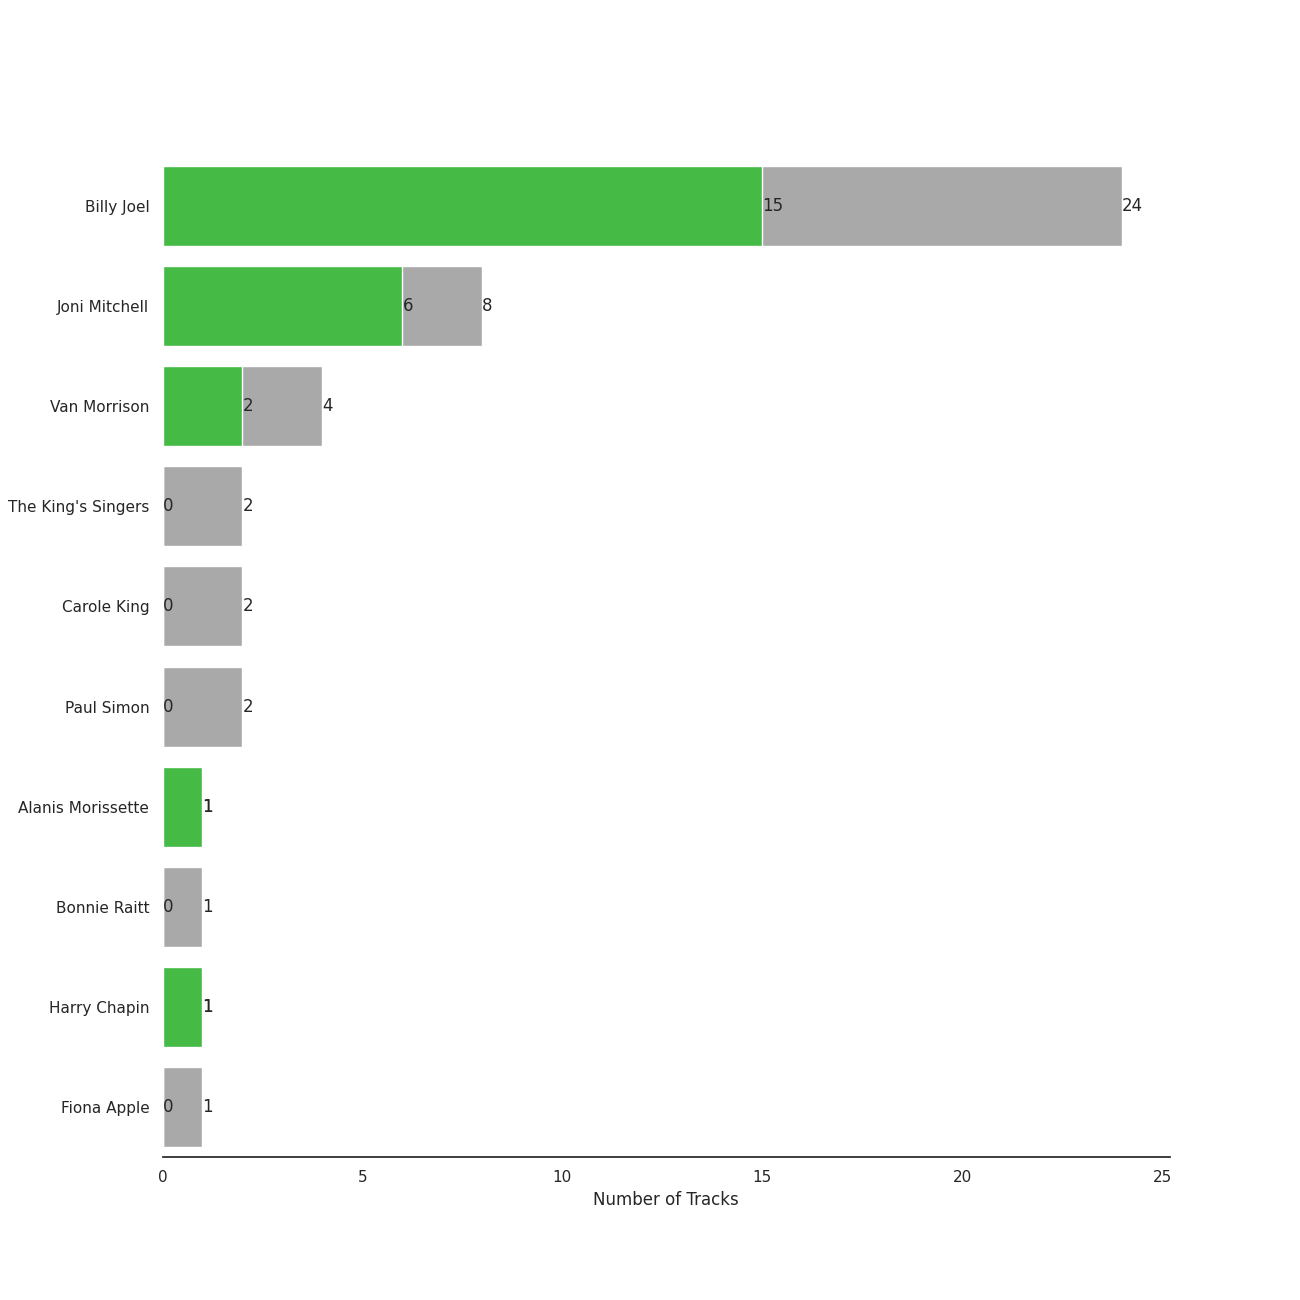 Billy Joel 15 24
Joni Mitchell 6 8
Van Morrison 2 4
The King's Singers 0 2
Carole King 0 2
Paul Simon 0 2
Alanis Morissette 1
Bonnie Raitt 0 1
Harry Chapin 1
Fiona Apple 0 1
0 5 10 15 20 25
Number of Tracks